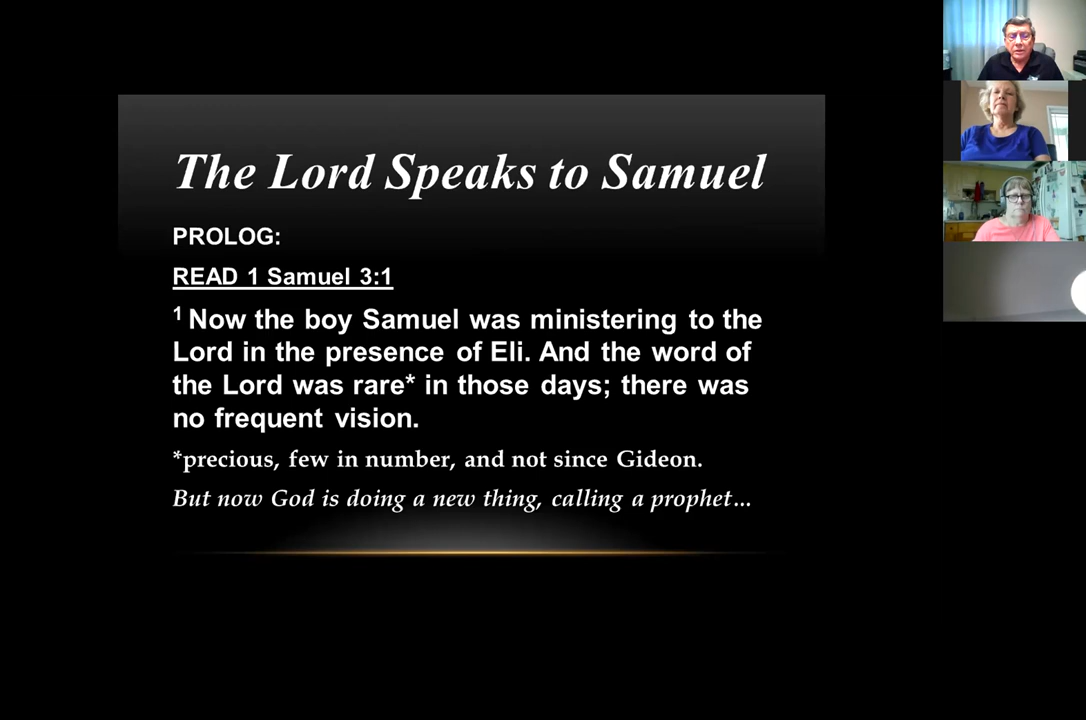 The Lord Speaks to Samuel
PROLOG:
READ 1 Samuel 3:1
1 Now the boy Samuel was ministering to the
Lord in the presence of Eli. And the word of
the Lord was rare* in those days; there was
no frequent vision.
*precious, few in number, and not since Gideon.
But now God is doing a new thing, calling a prophet...